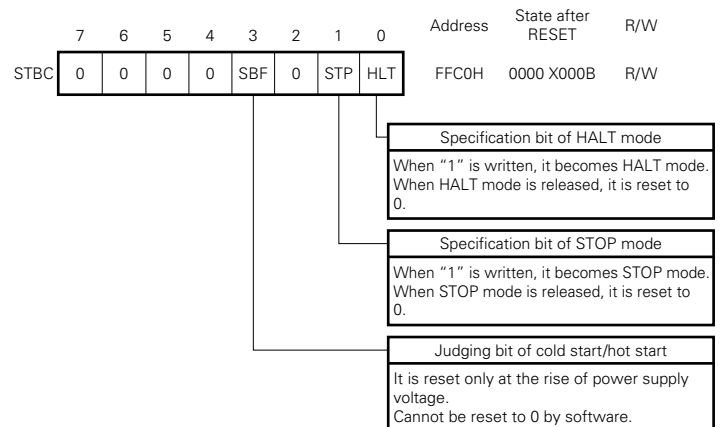 7 6 5 4 3 2 1 0 Address State after RESET R/W
STBC 0 0 0 0 SBF 0 STP HLT FFC0H 0000 X000B R/W
Specification bit of HALT mode
When “1” is written, it becomes HALT mode.
When HALT mode is released, it is reset to
0.
Specification bit of STOP mode
When “1” is written, it becomes STOP mode.
When STOP mode is released, it is reset to
0.
Judging bit of cold start/hot start
It is reset only at the rise of power supply
voltage.
Cannot be reset to 0 by software.